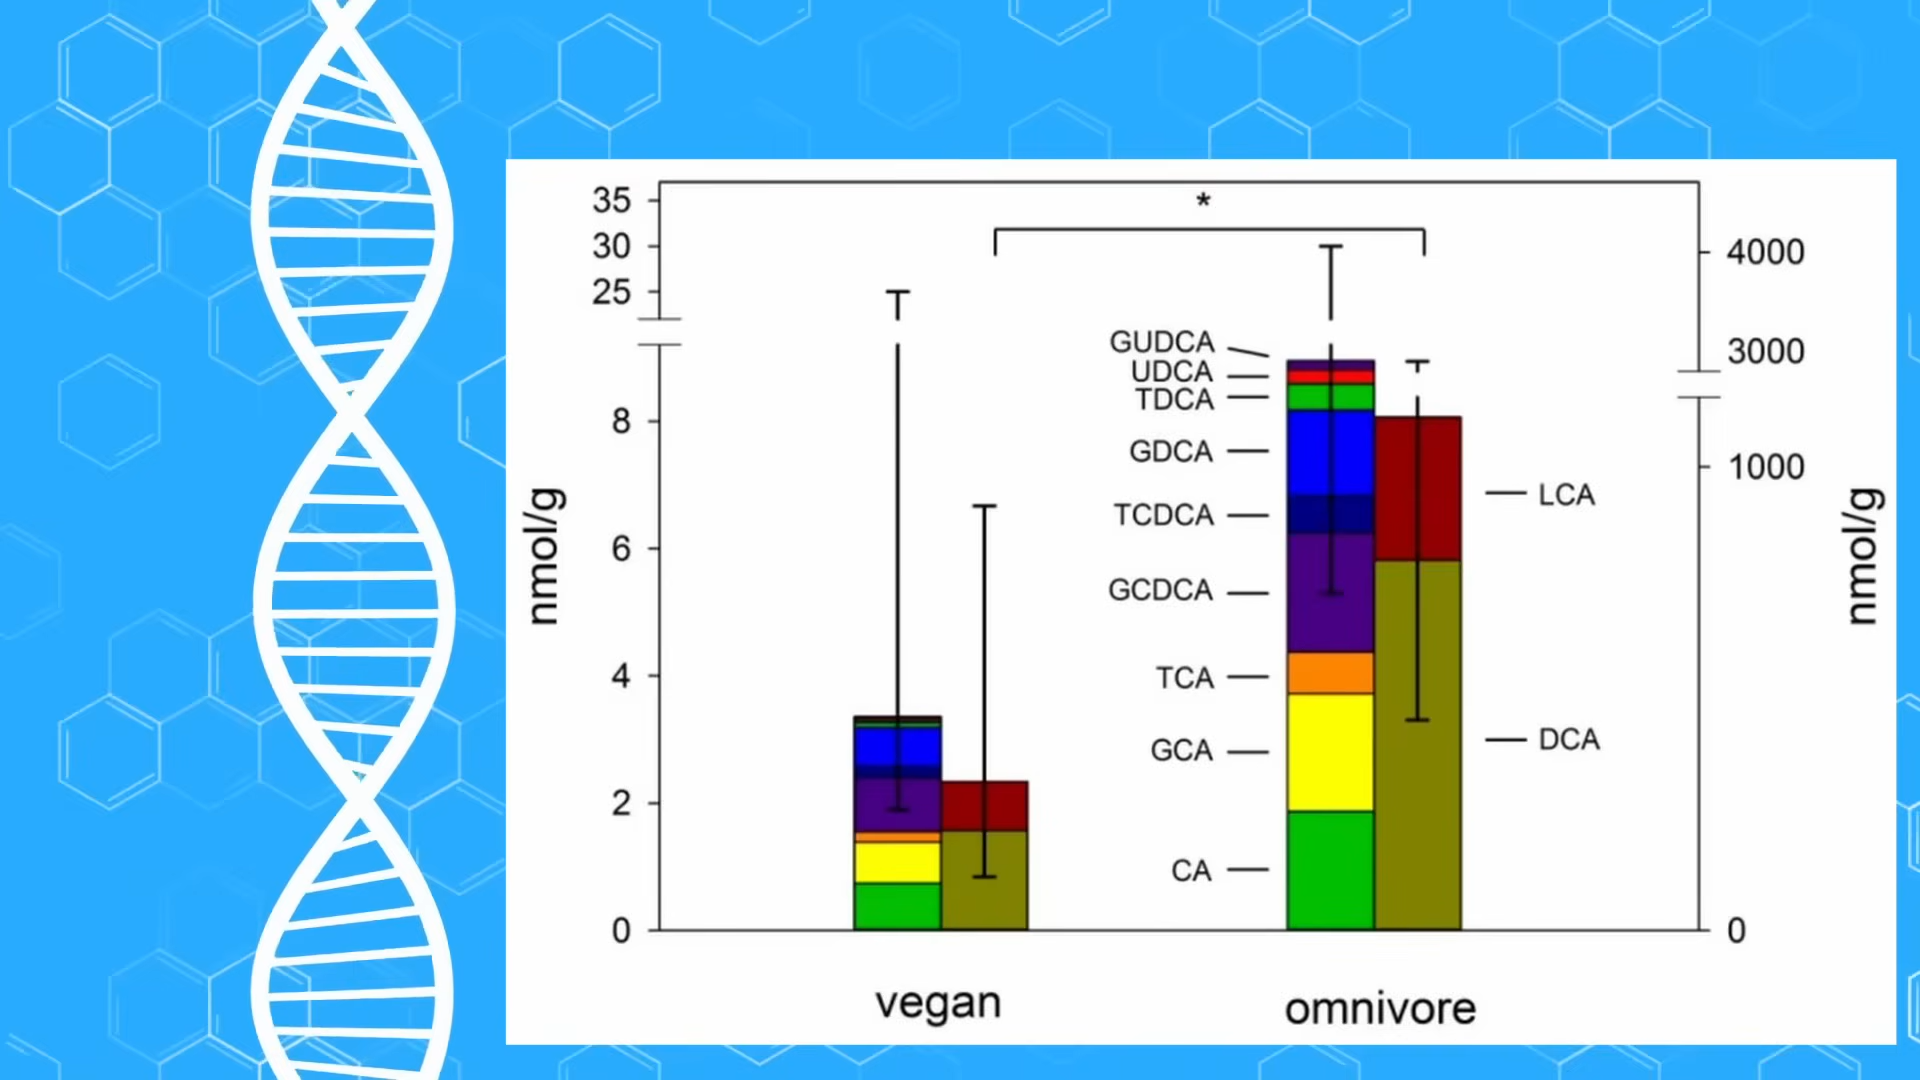 35
30
25
8
6
4
2
0
nmol/g
*
GUDCA
UDCA
TDCA
GDCA
TCDCA
GCDCA
TCA
GCA
CA
LCA
DCA
4000
3000
1000
0
nmol/g
vegan
omnivore